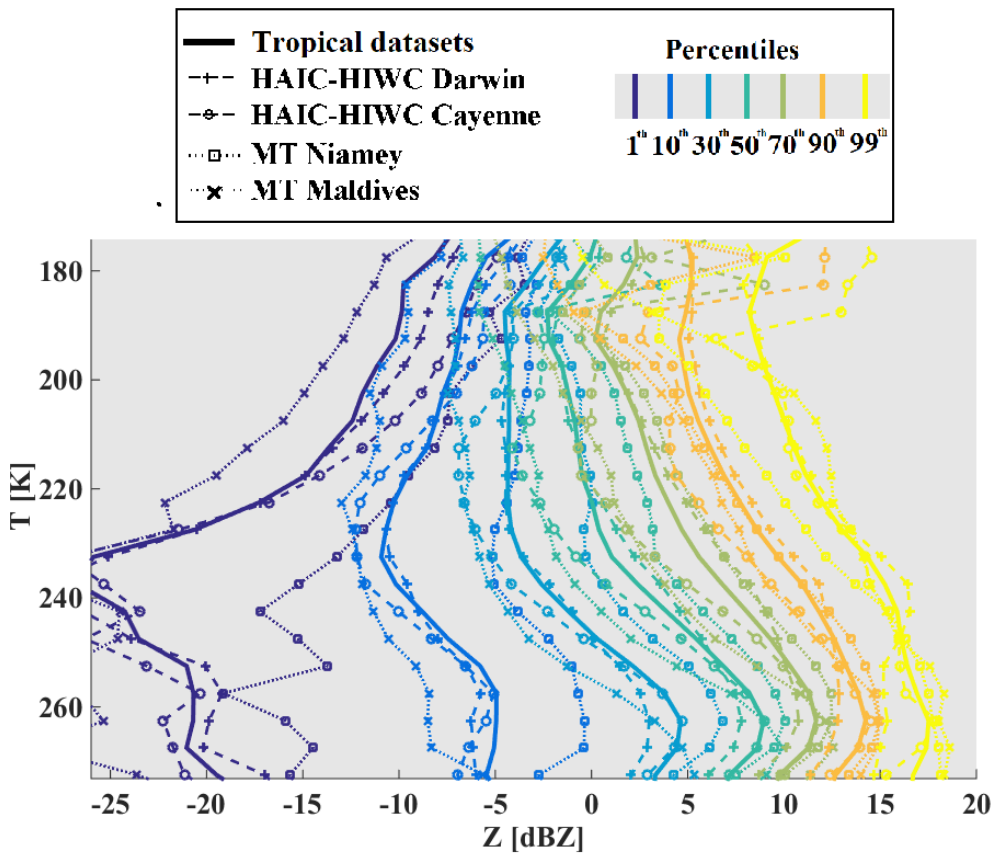 Tropical datasets
HAIC-HIWC Darwin
HAIC-HIWC Cayenne
MT Niamey
MT Maldives
Percentiles
1th 10th 30th 50th 70th 90th 99th
180
200
220
240
260
T [K]
-25 -20 -15 -10 -5 0 5 10 15 20
Z [dBZ]